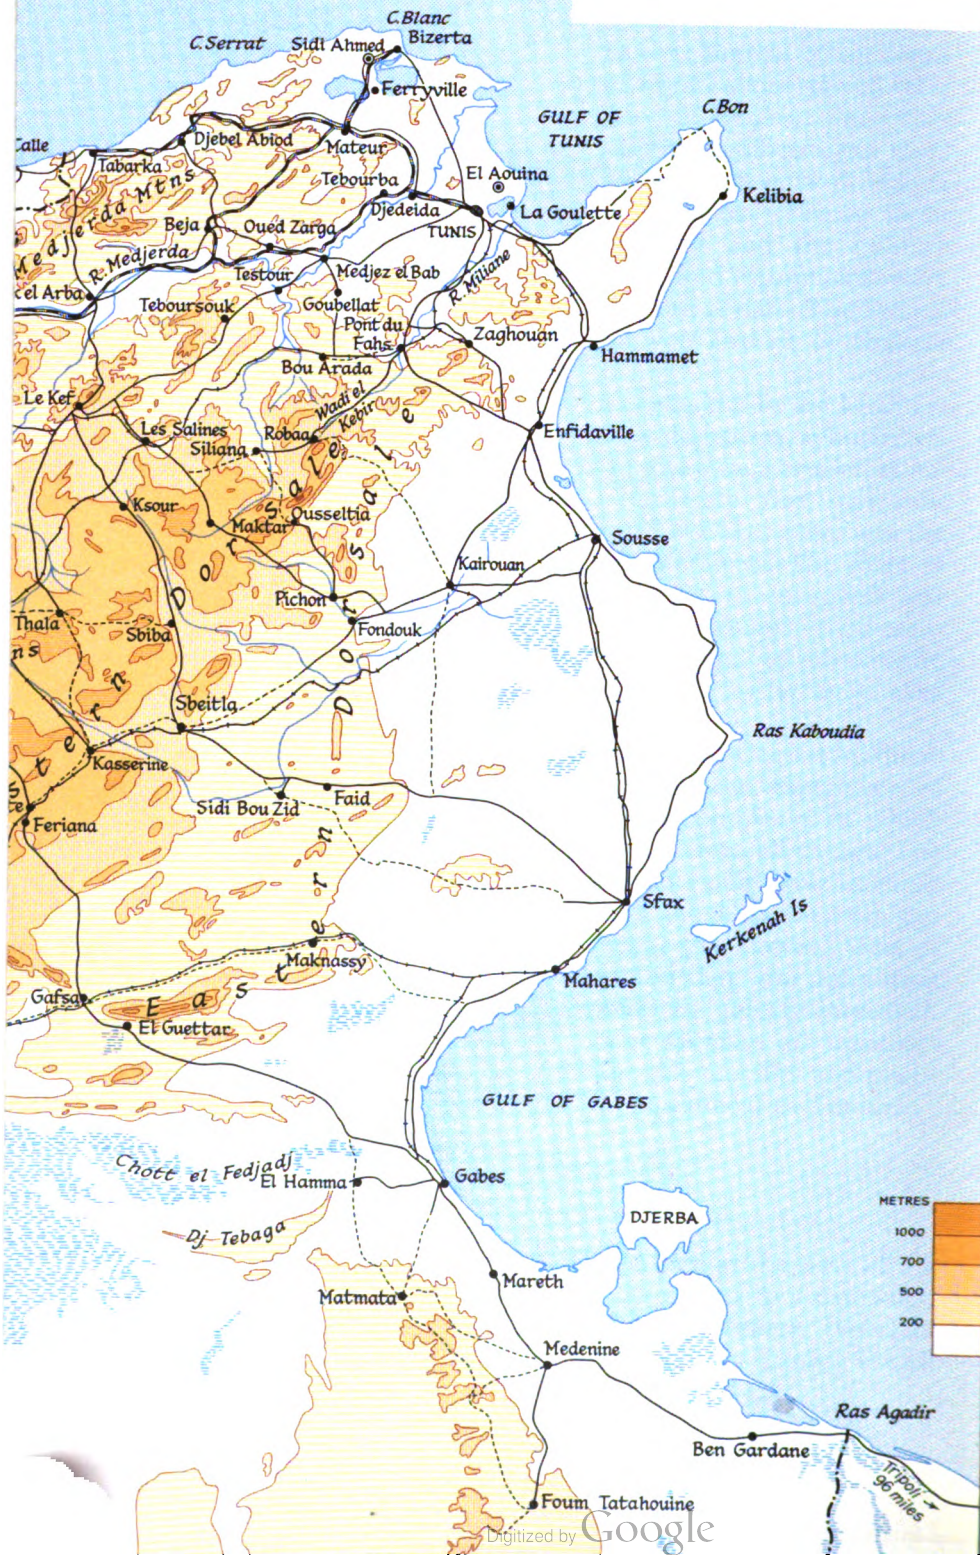 C.Blanc
Bizerta
C.Serrat
Sidi Ahmed
Ferryville
C.Bon
GULF OF
TUNIS
Calle
Djebel Abiod
Mateur
Tabarka
Tebourba
El Aouina
Kelibia
Medjerda Mtns
Djedeida
La Goulette
Beja
Oued Zarga
TUNIS
R. Medjerda
Testour
Medjez el Bab
R. Miliane
el Arba
Teboursouk
Goubellat
Pont du
Fahs
Zaghouan
Hammamet
Bou Arada
Le Kef
Wadi el
Kebir
Les Salines
Robaa
Enfidaville
Siliana
Ksour
Maktar
Ousseltia
Sousse
Kairouan
Pichon
Thala
Sbiba
Fondouk
ns
Sbeitla
Ras Kaboudia
Kasserine
Sidi Bou Zid
Faid
Feriana
stern Dorsale
Eastern Dorsale
Sfax
Kerkenah Is
Maknassy
Mahares
Gafsa
El Guettar
GULF OF GABES
Chott el Fedjadj
El Hamma
Gabes
Dj Tebaga
DJERBA
METRES
1000
700
500
200
Mareth
Matmata
Medenine
Ras Agadir
Ben Gardane
Tripoli
96 miles
Foum Tatahouine
Digitized by Google